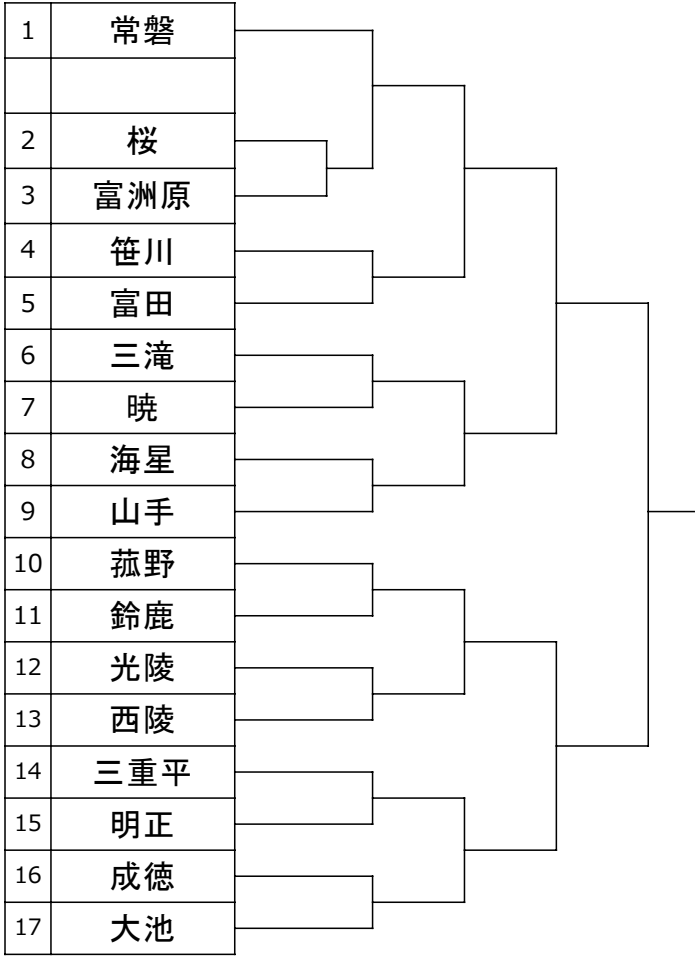 1 常磐
2 桜
3 富洲原
4 笹川
5 富田
6 三滝
7 暁
8 海星
9 山手
10 菰野
11 鈴鹿
12 光陵
13 西陵
14 三重平
15 明正
16 成徳
17 大池